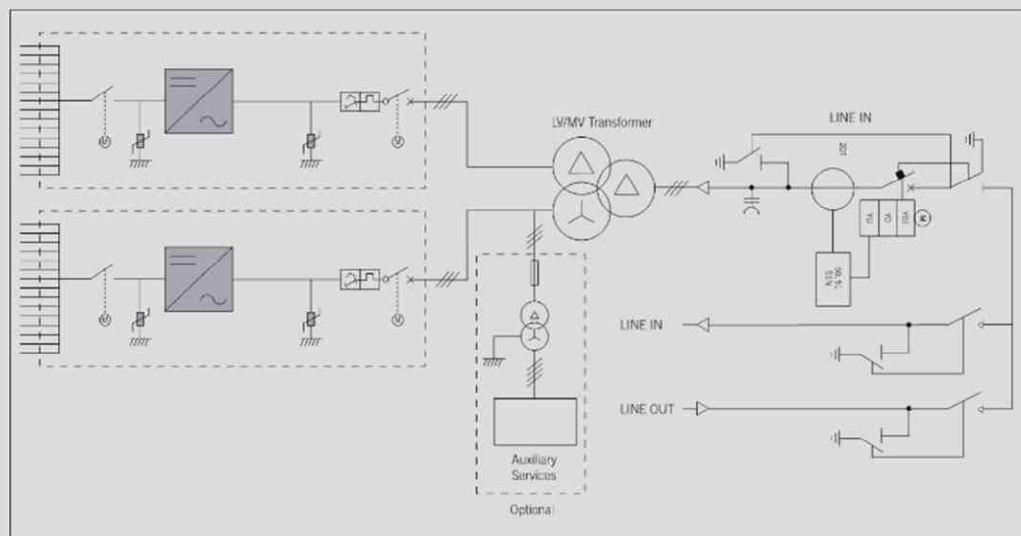 LV/MV Transformer
LINE IN
M
LINE IN
LINE OUT
Auxiliary
Services
Optional